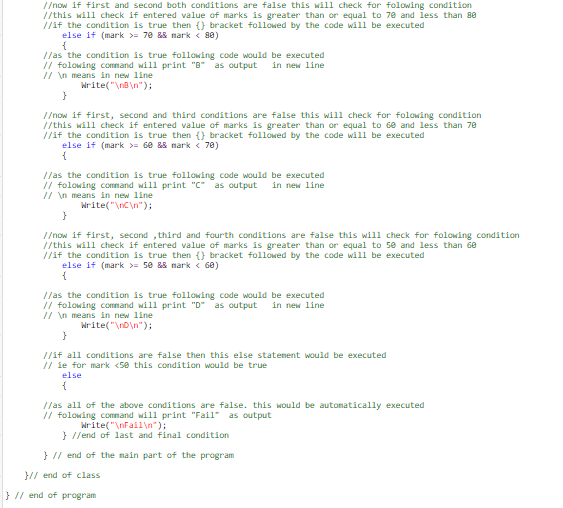 //now if first and second both conditions are false this will check for folowing condition
//this will check if entered value of marks is greater than or equal to 70 and less than 80
//if the condition is true then {} bracket followed by the code will be executed
else if (mark >= 70 && mark < 80)
{
//as the condition is true following code would be executed
// folowing command will print "B" as output in new line
// \n means in new line
Write("\nB\n");
}
//now if first, second and third conditions are false this will check for folowing condition
//this will check if entered value of marks is greater than or equal to 60 and less than 70
//if the condition is true then {} bracket followed by the code will be executed
else if (mark >= 60 && mark < 70)
{
//as the condition is true following code would be executed
// folowing command will print "C" as output in new line
// \n means in new line
Write("\nC\n");
}
//now if first, second ,third and fourth conditions are false this will check for folowing condition
//this will check if entered value of marks is greater than or equal to 50 and less than 60
//if the condition is true then {} bracket followed by the code will be executed
else if (mark >= 50 && mark < 60)
{
//as the condition is true following code would be executed
// folowing command will print "D" as output in new line
// \n means in new line
Write("\nD\n");
}
//if all conditions are false then this else statement would be executed
// ie for mark <50 this condition would be true
else
{
//as all of the above conditions are false. this would be automatically executed
// folowing command will print "Fail" as output
Write("\nFail\n");
} //end of last and final condition
} // end of the main part of the program
}// end of class
} // end of program